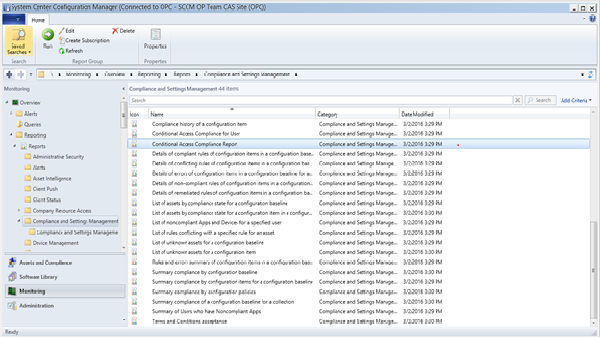 System Center Configuration Manager (Connected to OPC - SCCM OP Team CAS Site (OPQ)
Home
Saved Searches
Run
Edit
Create Subscription
Refresh
Delete
Properties
Search
Report Group
Properties
\ Monitoring Overview Reporting Reports Compliance and Settings Management
Monitoring
Overview
Alerts
Queries
Reporting
Reports
Administrative Security
Alerts
Asset Intelligence
Client Push
Client Status
Company Resource Access
Compliance and Settings Management
Compliance and Settings Manageme
Device Management
Assets and Compliance
Software Library
Monitoring
Administration
Compliance and Settings Management 44 items
Search
Search
Add Criteria
Icon Name Category Date Modified
Compliance history of a configuration item Compliance and Settings Manage... 3/2/2016 3:29 PM
Conditional Access Compliance for User Compliance and Settings Manage... 3/2/2016 3:29 PM
Conditional Access Compliance Report Compliance and Settings Manage... 3/2/2016 3:29 PM
Details of compliant rules of configuration items in a configuration base... Compliance and Settings Manage... 3/2/2016 3:29 PM
Details of conflicting rules of configuration items in a configuration bas... Compliance and Settings Manage... 3/2/2016 3:29 PM
Details of errors of configuration items in a configuration baseline for as Compliance and Settings Manage... 3/2/2016 3:29 PM
Details of non-compliant rules of configuration items in a configuration... Compliance and Settings Manage... 3/2/2016 3:29 PM
Details of remediated rules of configuration items in a configuration b... Compliance and Settings Manage... 3/2/2016 3:29 PM
List of assets by compliance state for a configuration baseline Compliance and Settings Manage... 3/2/2016 3:29 PM
List of assets by compliance state for a configuration item in a configur... Compliance and Settings Manage... 3/2/2016 3:29 PM
List of noncompliant Apps and Devices for a specified user Compliance and Settings Manage... 3/2/2016 3:29 PM
List of rules conflicting with a specific rule for an asset Compliance and Settings Manage... 3/2/2016 3:29 PM
List of unknown assets for a configuration baseline Compliance and Settings Manage... 3/2/2016 3:29 PM
List of unknown assets for a configuration item Compliance and Settings Manage... 3/2/2016 3:29 PM
Rules and errors summary of configuration items in a configuration base... Compliance and Settings Manage... 3/2/2016 3:29 PM
Summary compliance by configuration baseline Compliance and Settings Manage... 3/2/2016 3:29 PM
Summary compliance by configuration items for a configuration baseline Compliance and Settings Manage... 3/2/2016 3:29 PM
Summary compliance by configuration policies Compliance and Settings Manage... 3/2/2016 3:29 PM
Summary compliance of a configuration baseline for a collection Compliance and Settings Manage... 3/2/2016 3:29 PM
Summary of Users who have Noncompliant Apps Compliance and Settings Manage... 3/2/2016 3:29 PM
Terms and Conditions acceptance Compliance and Settings Manage... 3/2/2016 3:29 PM
Ready